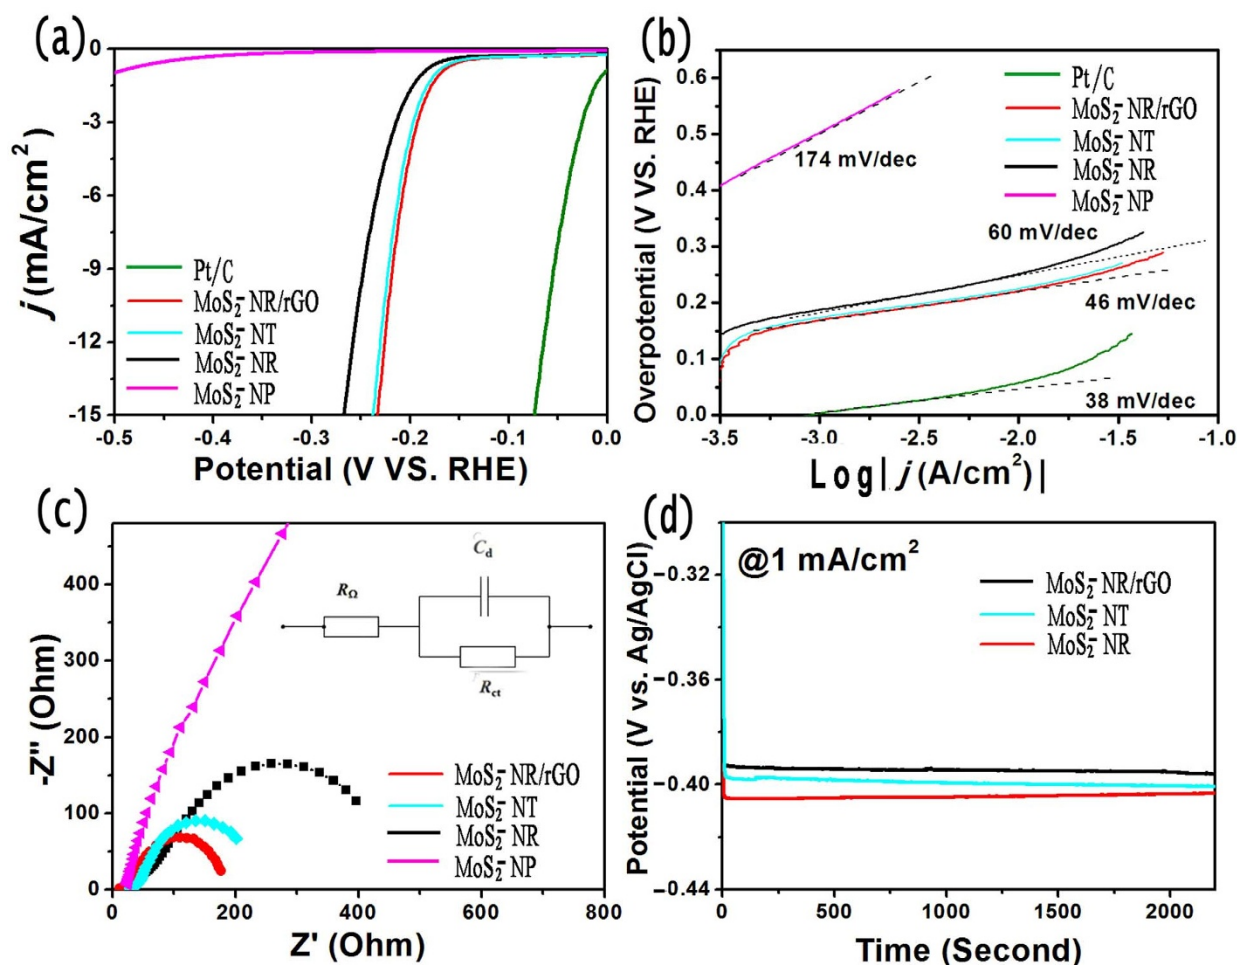 (a)
0
-3
-6
-9
-12
-15
j (mA/cm²)
Pt/C
MoS₂⁻ NR/rGO
MoS₂⁻ NT
MoS₂⁻ NR
MoS₂⁻ NP
-0.5 -0.3 -0.2 -0.1 0.0
Potential (V VS. RHE)
(b)
0.6
0.5
0.4
0.3
0.2
0.1
0.0
Overpotential (V VS. RHE)
Pt/C
MoS₂⁻ NR/rGO
MoS₂⁻ NT
MoS₂⁻ NR
MoS₂⁻ NP
174 mV/dec
60 mV/dec
46 mV/dec
38 mV/dec
-3.5 -3.0 -2.5 -2.0 -1.5 -1.0
Log| j (A/cm²)|
(c)
400
300
200
100
0
-Z" (Ohm)
C_d
R_Ω
R_ct
MoS₂⁻ NR/rGO
MoS₂⁻ NT
MoS₂⁻ NR
MoS₂⁻ NP
0 200 400 600 800
Z' (Ohm)
(d)
@1 mA/cm²
−0.32
−0.36
−0.40
−0.44
Potential (V vs. Ag/AgCl)
MoS₂⁻ NR/rGO
MoS₂⁻ NT
MoS₂⁻ NR
0 500 1000 1500 2000
Time (Second)